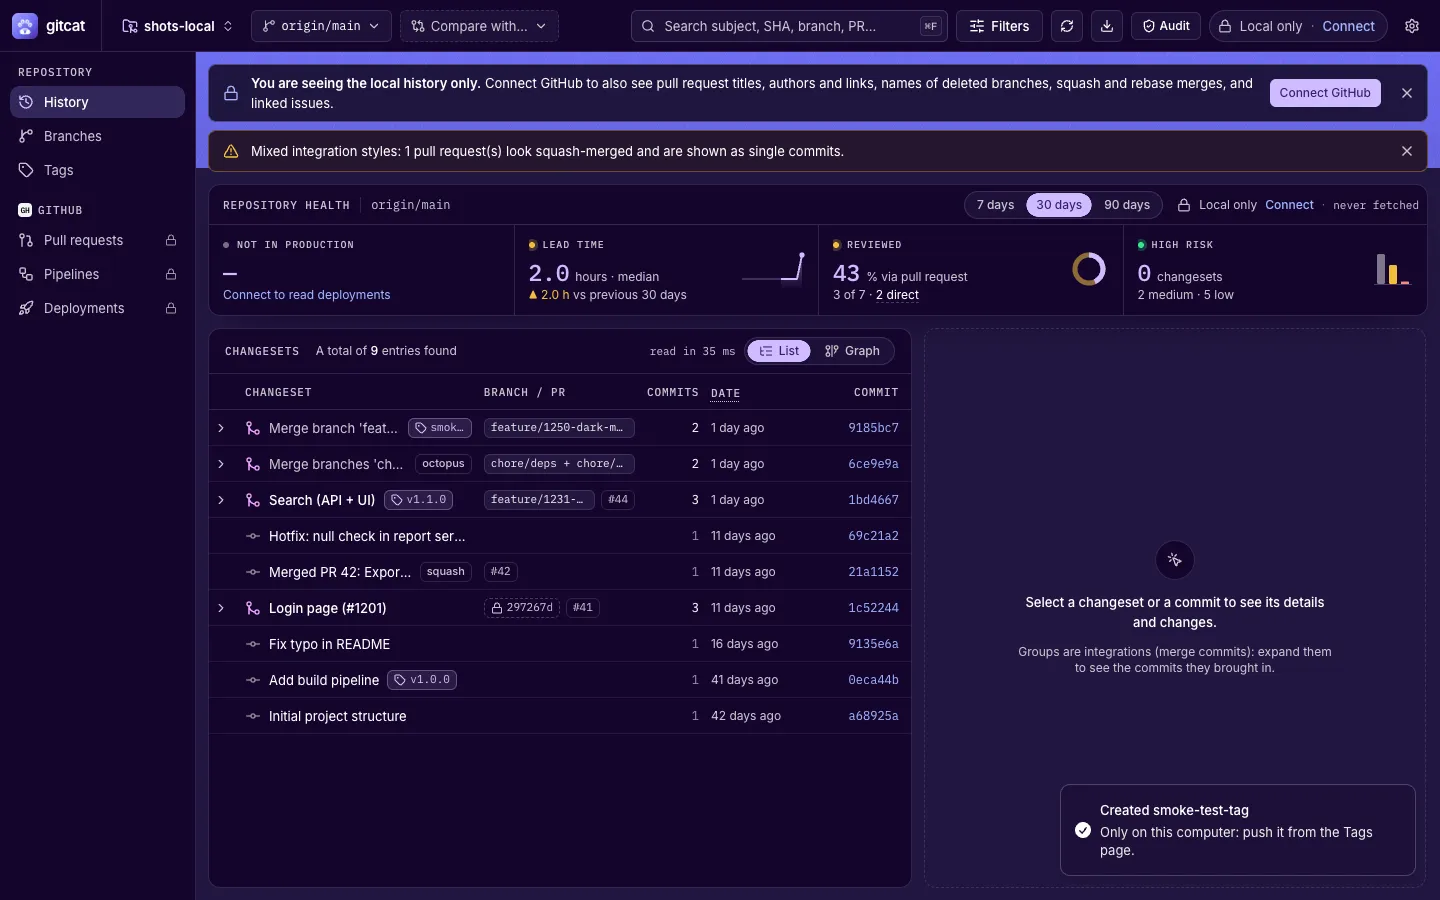 gitcat
shots-local
origin/main
Compare with...
Search subject, SHA, branch, PR...
⌘F
Filters
Audit
Local only · Connect
REPOSITORY
History
Branches
Tags
GH GITHUB
Pull requests
Pipelines
Deployments
You are seeing the local history only. Connect GitHub to also see pull request titles, authors and links, names of deleted branches, squash and rebase merges, and
linked issues.
Connect GitHub
Mixed integration styles: 1 pull request(s) look squash-merged and are shown as single commits.
REPOSITORY HEALTH origin/main
7 days 30 days 90 days
Local only Connect · never fetched
NOT IN PRODUCTION
—
Connect to read deployments
LEAD TIME
2.0 hours · median
▲ 2.0 h vs previous 30 days
REVIEWED
43 % via pull request
3 of 7 · 2 direct
HIGH RISK
0 changesets
2 medium · 5 low
CHANGESETS A total of 9 entries found
read in 35 ms
List Graph
CHANGESET BRANCH / PR COMMITS DATE COMMIT
Merge branch 'feat... smok... feature/1250-dark-m... 2 1 day ago 9185bc7
Merge branches 'ch... octopus chore/deps + chore/... 2 1 day ago 6ce9e9a
Search (API + UI) v1.1.0 feature/1231-... #44 3 1 day ago 1bd4667
Hotfix: null check in report ser... 1 11 days ago 69c21a2
Merged PR 42: Expor... squash #42 1 11 days ago 21a1152
Login page (#1201) 297267d #41 3 11 days ago 1c52244
Fix typo in README 1 16 days ago 9135e6a
Add build pipeline v1.0.0 1 41 days ago 0eca44b
Initial project structure 1 42 days ago a68925a
Select a changeset or a commit to see its details
and changes.
Groups are integrations (merge commits): expand them
to see the commits they brought in.
Created smoke-test-tag
Only on this computer: push it from the Tags
page.